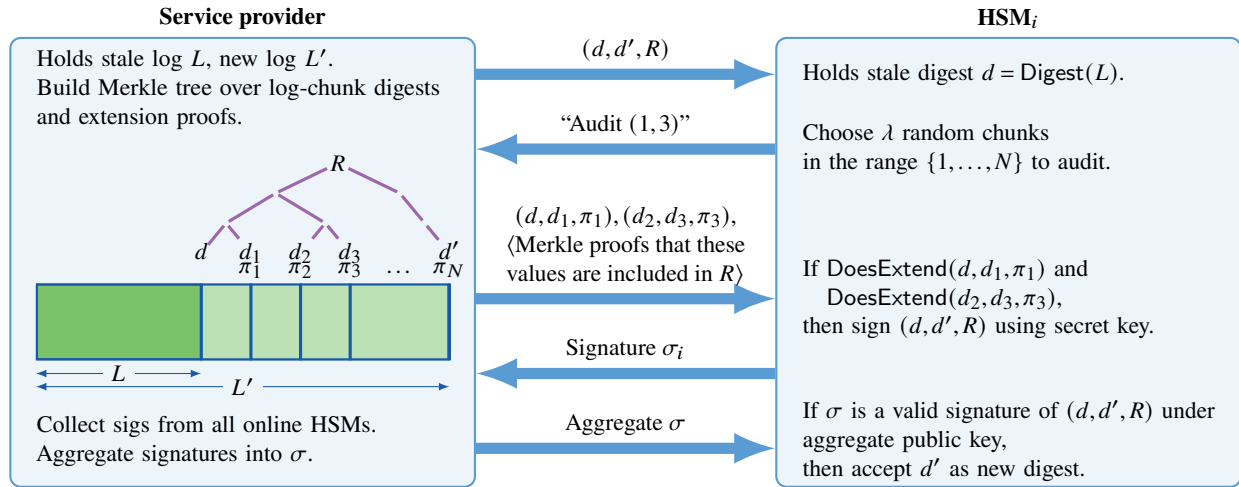 Service provider
Holds stale log L, new log L′.
Build Merkle tree over log-chunk digests
and extension proofs.
R
d d₁ d₂ d₃ d′
π₁ π₂ π₃ … π_N
L
L′
Collect sigs from all online HSMs.
Aggregate signatures into σ.
(d, d′, R)
“Audit (1, 3)”
(d, d₁, π₁), (d₂, d₃, π₃),
⟨Merkle proofs that these
values are included in R⟩
Signature σᵢ
Aggregate σ
HSMᵢ
Holds stale digest d = Digest(L).
Choose λ random chunks
in the range {1, . . . , N} to audit.
If DoesExtend(d, d₁, π₁) and
DoesExtend(d₂, d₃, π₃),
then sign (d, d′, R) using secret key.
If σ is a valid signature of (d, d′, R) under
aggregate public key,
then accept d′ as new digest.